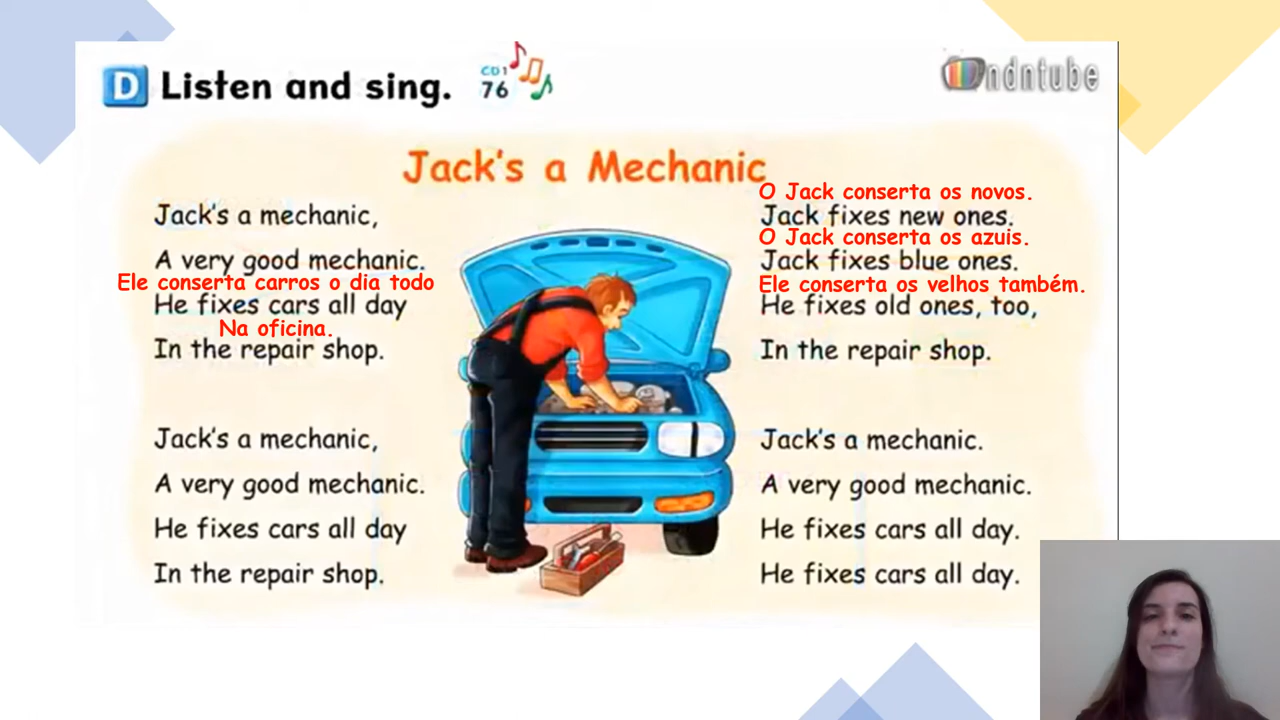 D Listen and sing. CD1 76
ndntube
Jack's a Mechanic
Jack's a mechanic,
A very good mechanic.
Ele conserta carros o dia todo
He fixes cars all day
Na oficina.
In the repair shop.
Jack's a mechanic,
A very good mechanic.
He fixes cars all day
In the repair shop.
O Jack conserta os novos.
Jack fixes new ones.
O Jack conserta os azuis.
Jack fixes blue ones.
Ele conserta os velhos também.
He fixes old ones, too,
In the repair shop.
Jack's a mechanic.
A very good mechanic.
He fixes cars all day.
He fixes cars all day.